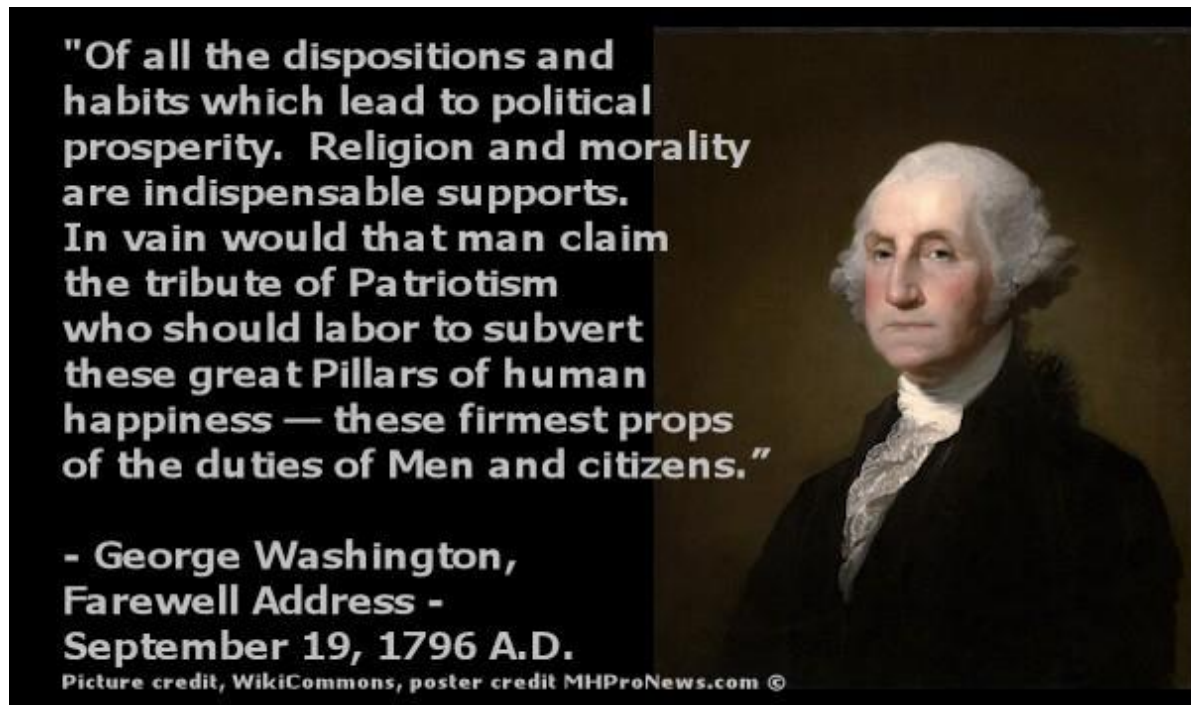 "Of all the dispositions and
habits which lead to political
prosperity.  Religion and morality
are indispensable supports.
In vain would that man claim
the tribute of Patriotism
who should labor to subvert
these great Pillars of human
happiness — these firmest props
of the duties of Men and citizens.”
- George Washington,
Farewell Address -
September 19, 1796 A.D.
Picture credit, WikiCommons, poster credit MHProNews.com ©